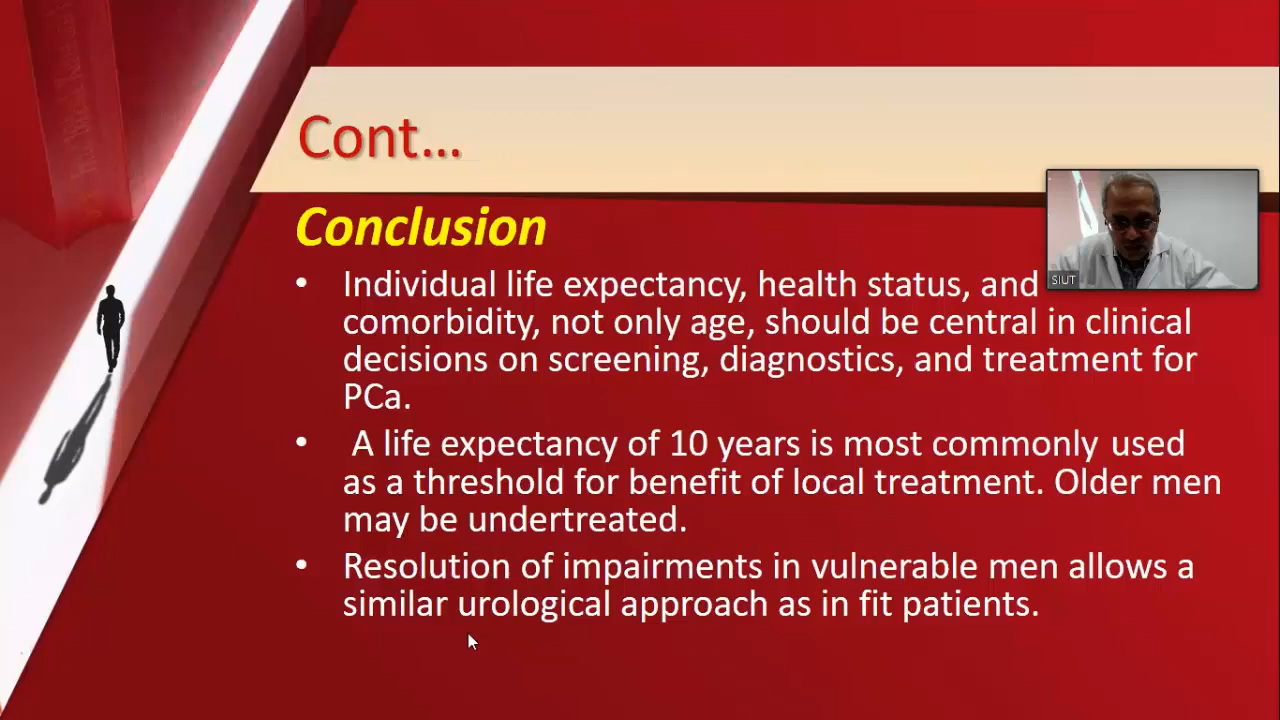 Cont...
Conclusion
• Individual life expectancy, health status, and
comorbidity, not only age, should be central in clinical
decisions on screening, diagnostics, and treatment for
PCa.
• A life expectancy of 10 years is most commonly used
as a threshold for benefit of local treatment. Older men
may be undertreated.
• Resolution of impairments in vulnerable men allows a
similar urological approach as in fit patients.
SIUT